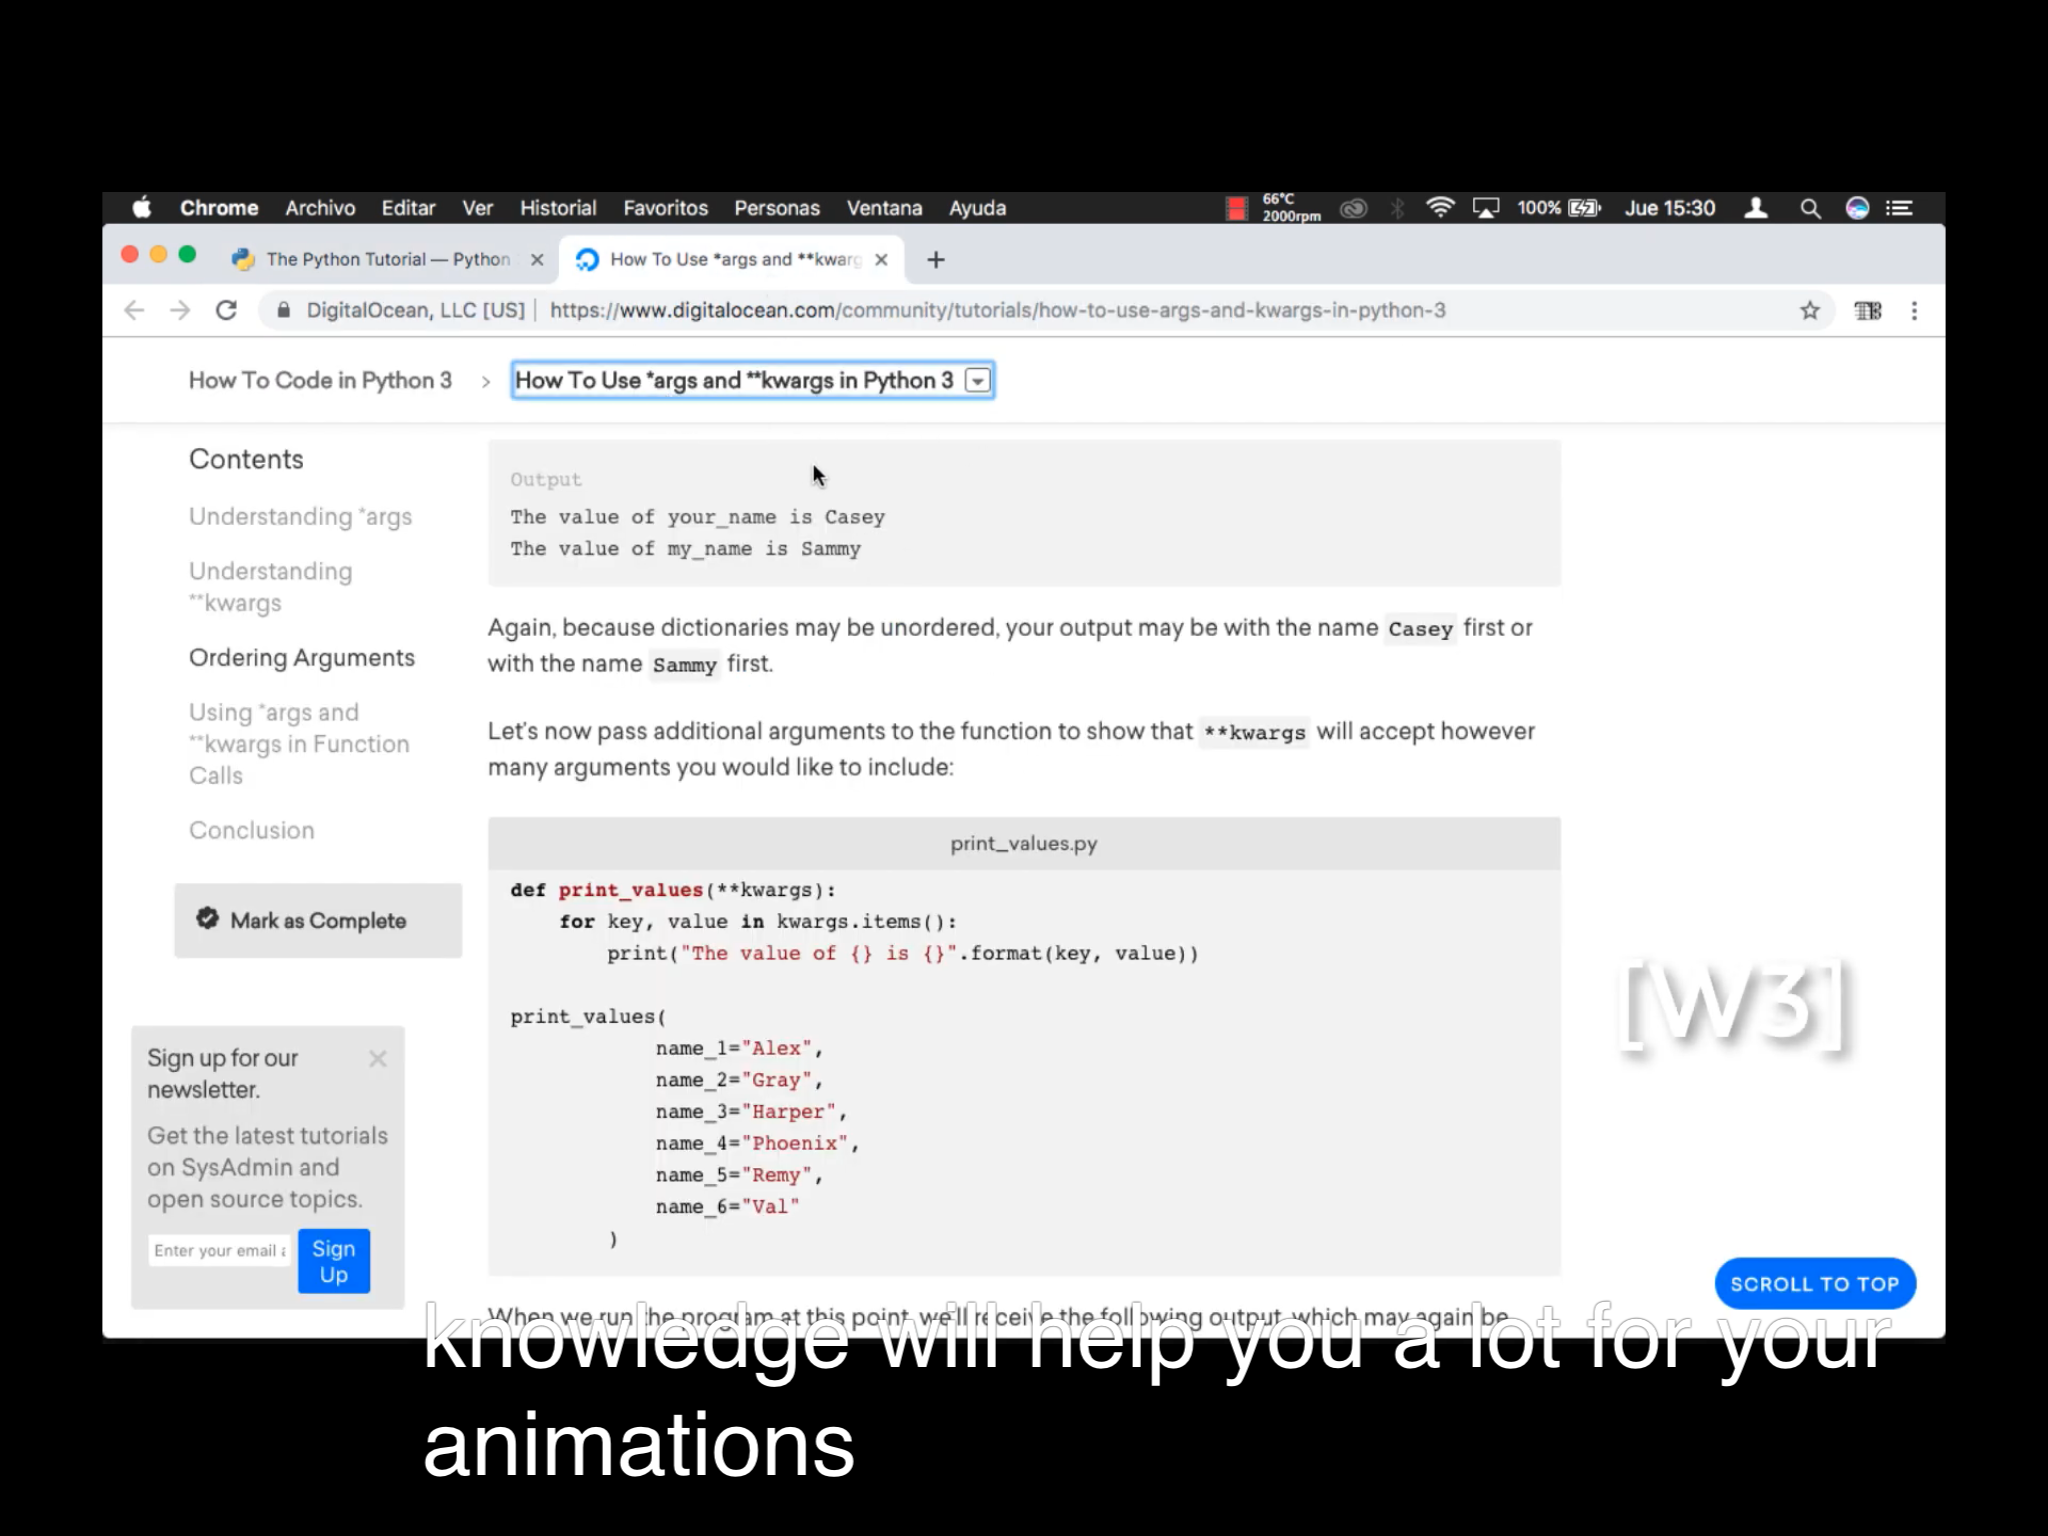 Chrome Archivo Editar Ver Historial Favoritos Personas Ventana Ayuda 66°C 2000rpm 100% Jue 15:30
The Python Tutorial — Python
How To Use *args and **kwarg
DigitalOcean, LLC [US] | https://www.digitalocean.com/community/tutorials/how-to-use-args-and-kwargs-in-python-3
How To Code in Python 3 > How To Use *args and **kwargs in Python 3
Contents
Understanding *args
Understanding
**kwargs
Ordering Arguments
Using *args and
**kwargs in Function
Calls
Conclusion
Mark as Complete
Sign up for our
newsletter.
Get the latest tutorials
on SysAdmin and
open source topics.
Enter your email a
Sign
Up
Output
The value of your_name is Casey
The value of my_name is Sammy
Again, because dictionaries may be unordered, your output may be with the name Casey first or
with the name Sammy first.
Let's now pass additional arguments to the function to show that **kwargs will accept however
many arguments you would like to include:
print_values.py
def print_values(**kwargs):
    for key, value in kwargs.items():
        print("The value of {} is {}".format(key, value))
print_values(
            name_1="Alex",
            name_2="Gray",
            name_3="Harper",
            name_4="Phoenix",
            name_5="Remy",
            name_6="Val"
        )
When we run the program at this point, we'll receive the following output, which may again be
[W3]
SCROLL TO TOP
knowledge will help you a lot for your
animations